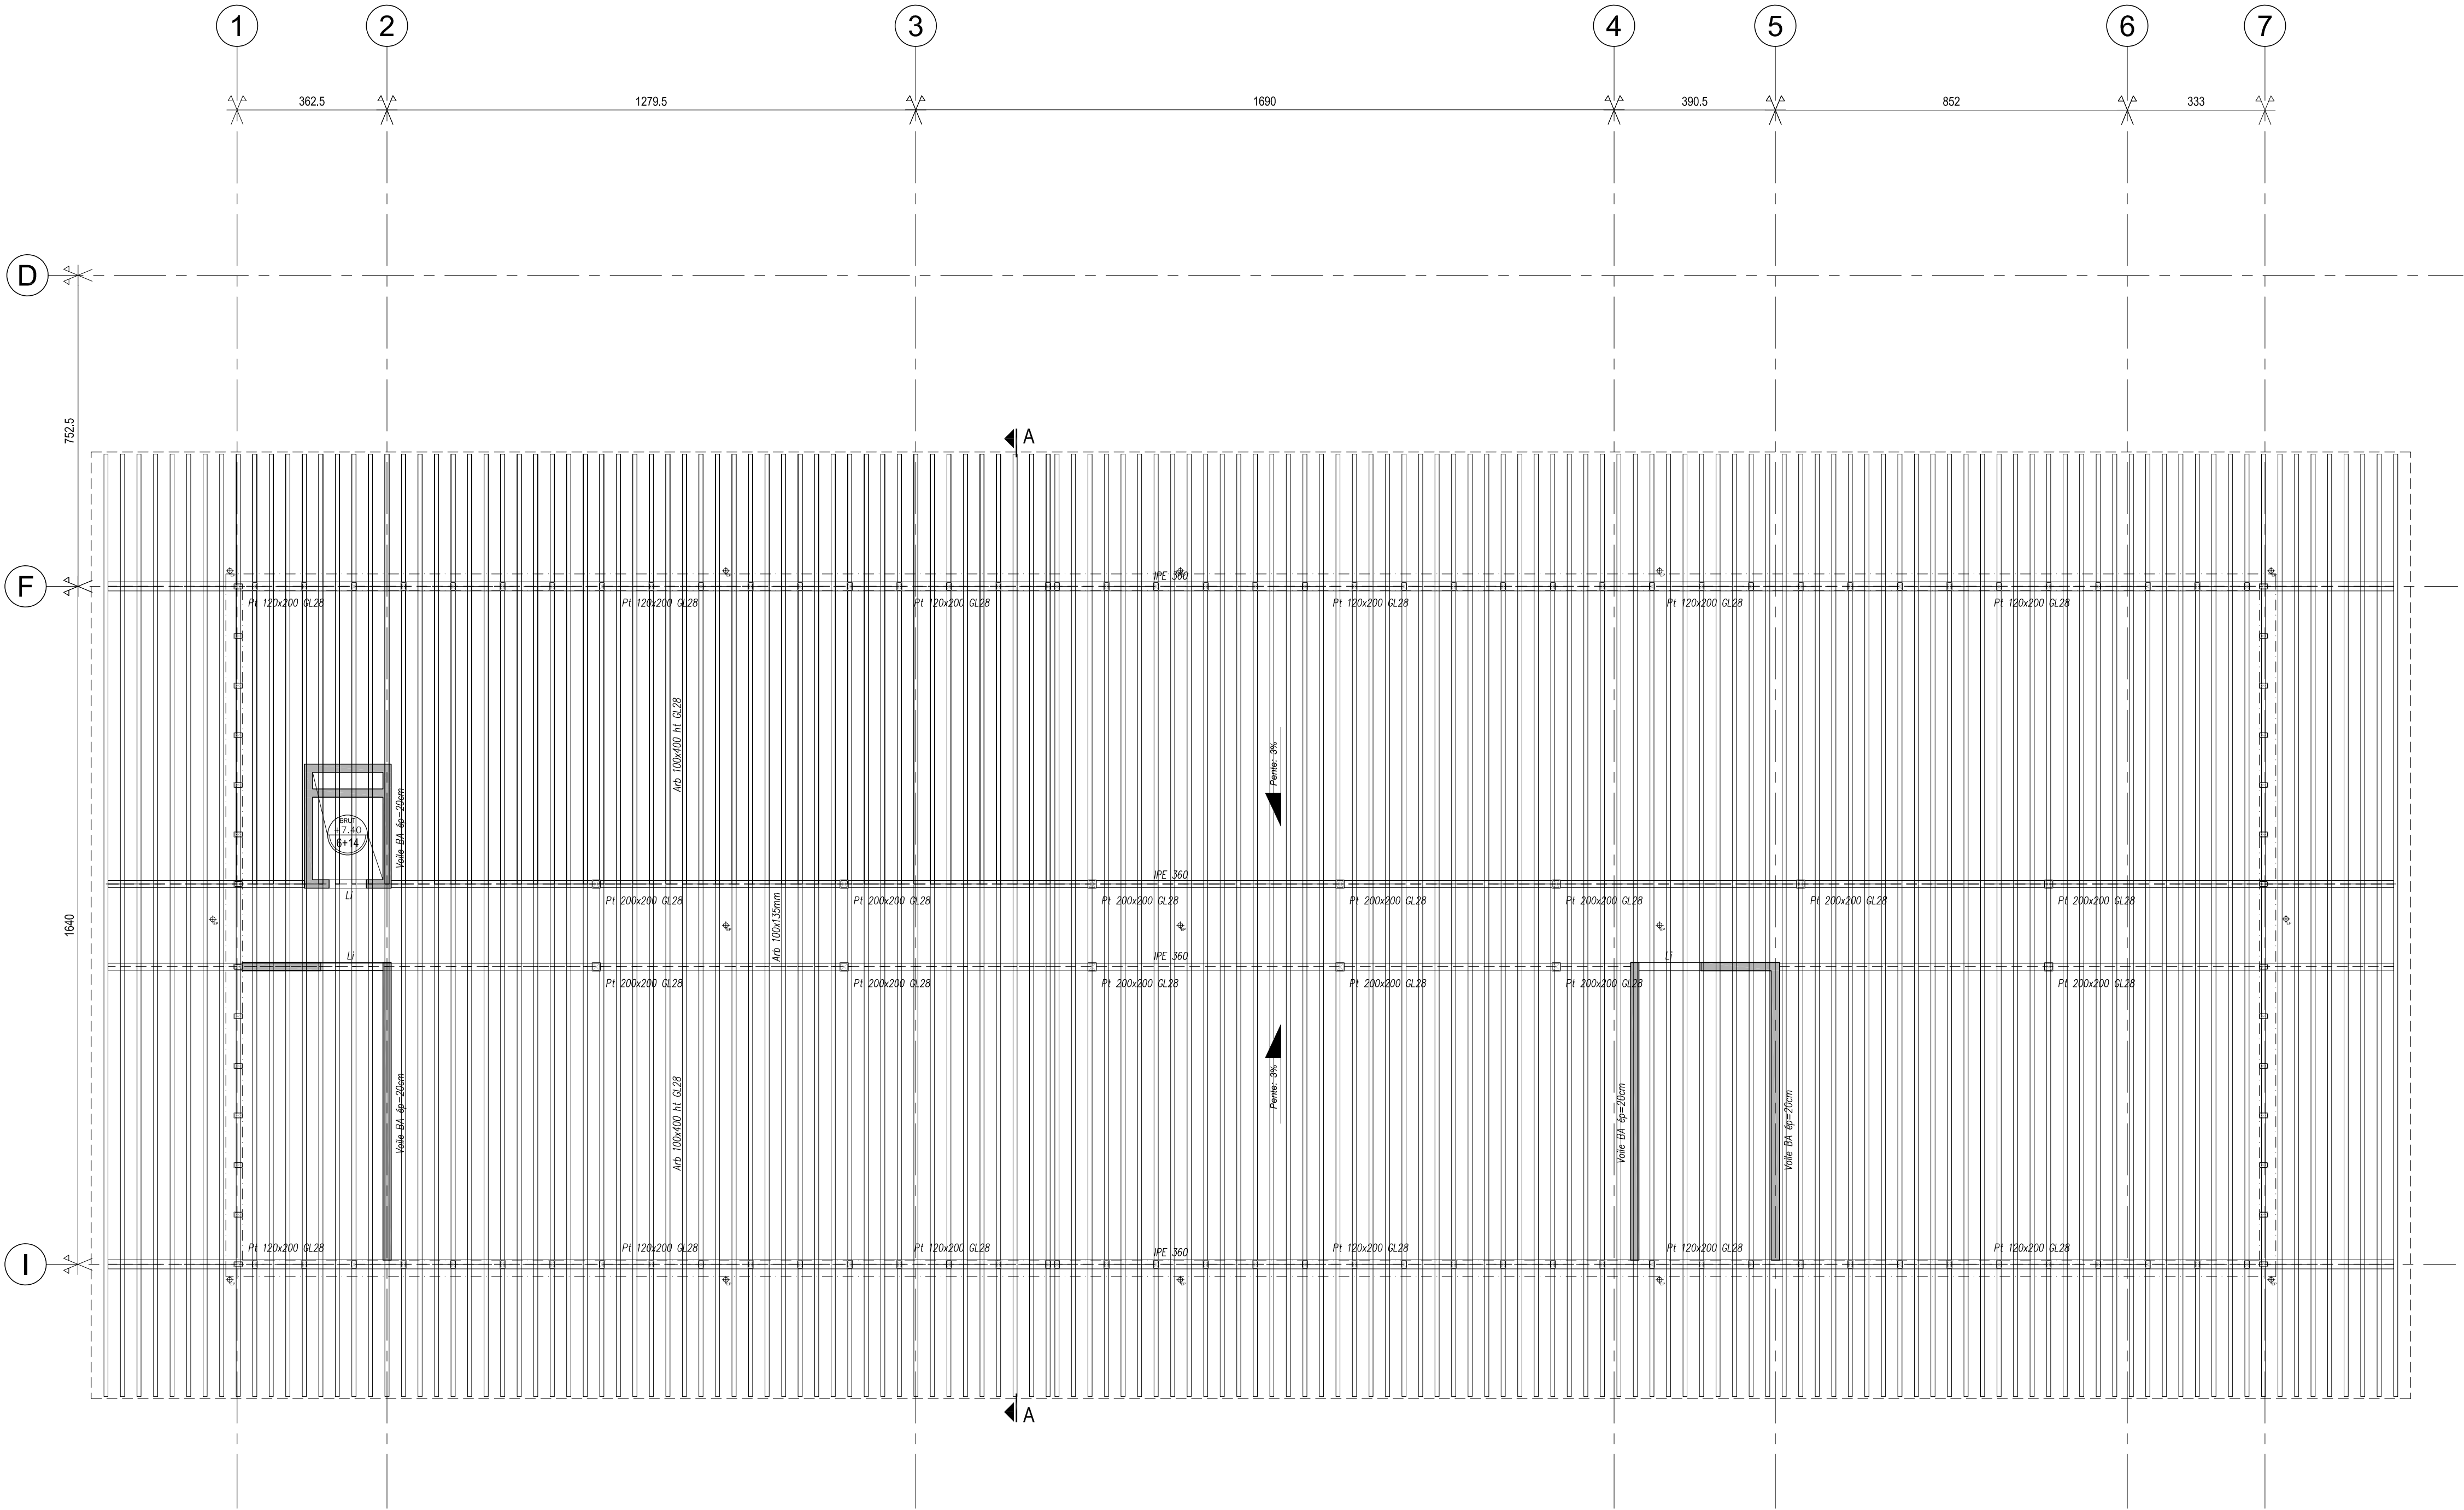 1 2 3 4 5 6 7
362.5 1279.5 1690 390.5 852 333
D
752.5
A
F
IPE 360
Pt 120x200 GL28 Pt 120x200 GL28 Pt 120x200 GL28 Pt 120x200 GL28 Pt 120x200 GL28 Pt 120x200 GL28
Arb 100x400 ht GL28
Pente: 3%
Voile BA ép=20cm
BRUT
+7.40
6+14
IPE 360
Li
Pt 200x200 GL28 Pt 200x200 GL28 Pt 200x200 GL28 Pt 200x200 GL28 Pt 200x200 GL28 Pt 200x200 GL28 Pt 200x200 GL28
1640
Arb 100x135mm
Li
IPE 360
Li
Pt 200x200 GL28 Pt 200x200 GL28 Pt 200x200 GL28 Pt 200x200 GL28 Pt 200x200 GL28 Pt 200x200 GL28
Voile BA ép=20cm
Arb 100x400 ht GL28
Pente: 3%
Voile BA ép=20cm
Voile BA ép=20cm
Pt 120x200 GL28 Pt 120x200 GL28 Pt 120x200 GL28 Pt 120x200 GL28 Pt 120x200 GL28 Pt 120x200 GL28
IPE 360
I
A